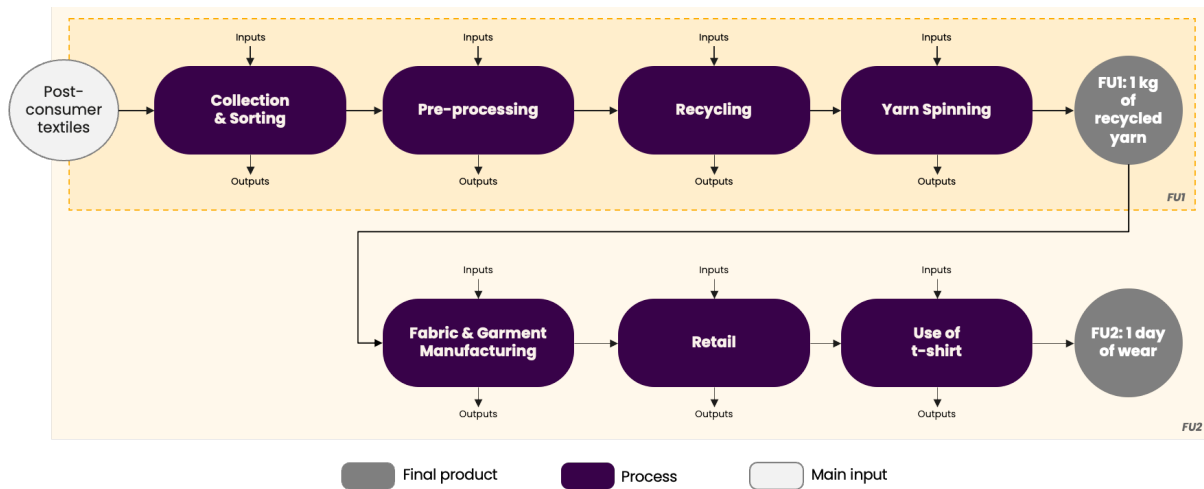 Inputs
Inputs
Inputs
Inputs
Post-
consumer
textiles
Collection
& Sorting
Pre-processing
Recycling
Yarn Spinning
FU1: 1 kg
of
recycled
yarn
Outputs
Outputs
Outputs
Outputs
FU1
Inputs
Inputs
Inputs
Fabric & Garment
Manufacturing
Retail
Use of
t-shirt
FU2: 1 day
of wear
Outputs
Outputs
Outputs
FU2
Final product
Process
Main input